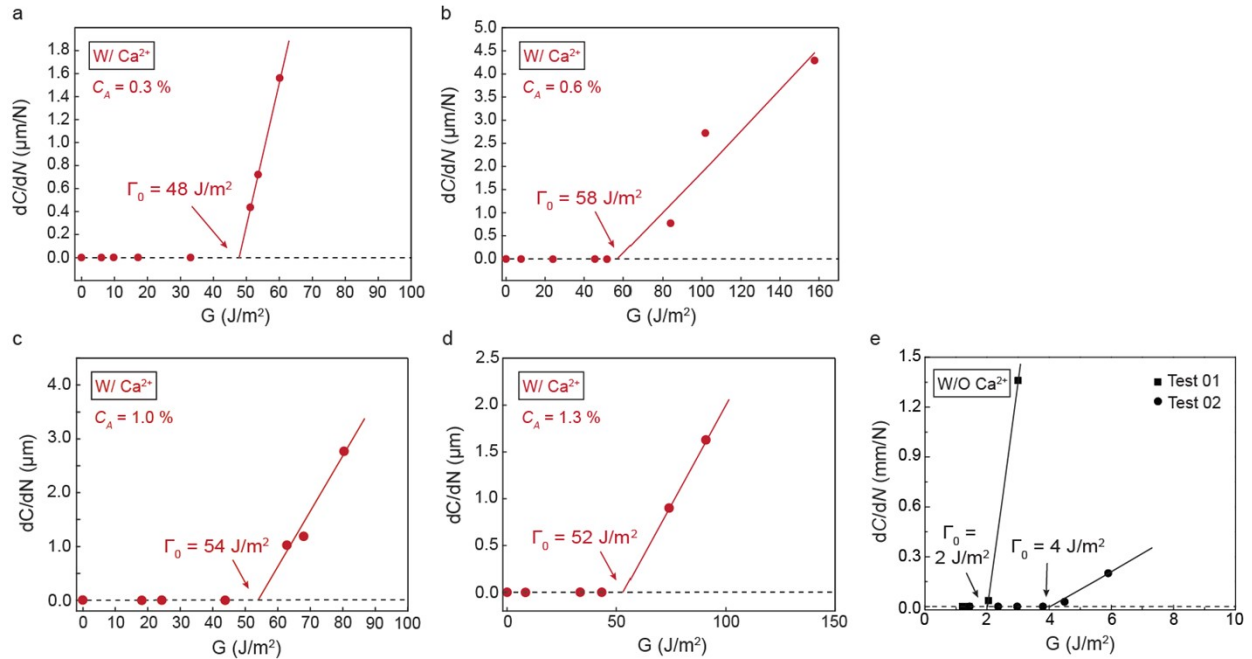 a
W/ Ca²⁺
C_A = 0.3 %
Γ₀ = 48 J/m²
dC/dN (μm/N)
1.8
1.6
1.4
1.2
1.0
0.8
0.6
0.4
0.2
0.0
0 10 20 30 40 50 60 70 80 90 100
G (J/m²)
b
W/ Ca²⁺
C_A = 0.6 %
Γ₀ = 58 J/m²
dC/dN (μm/N)
5.0
4.5
4.0
3.5
3.0
2.5
2.0
1.5
1.0
0.5
0.0
0 20 40 60 80 100 120 140 160
G (J/m²)
c
W/ Ca²⁺
C_A = 1.0 %
Γ₀ = 54 J/m²
dC/dN (μm)
4.0
3.0
2.0
1.0
0.0
0 10 20 30 40 50 60 70 80 90 100
G (J/m²)
d
W/ Ca²⁺
C_A = 1.3 %
Γ₀ = 52 J/m²
dC/dN (μm)
2.5
2.0
1.5
1.0
0.5
0.0
0 50 100 150
G (J/m²)
e
W/O Ca²⁺
Test 01
Test 02
Γ₀ =
2 J/m²
Γ₀ = 4 J/m²
dC/dN (mm/N)
1.5
1.2
0.9
0.6
0.3
0.0
0 2 4 6 8 10
G (J/m²)